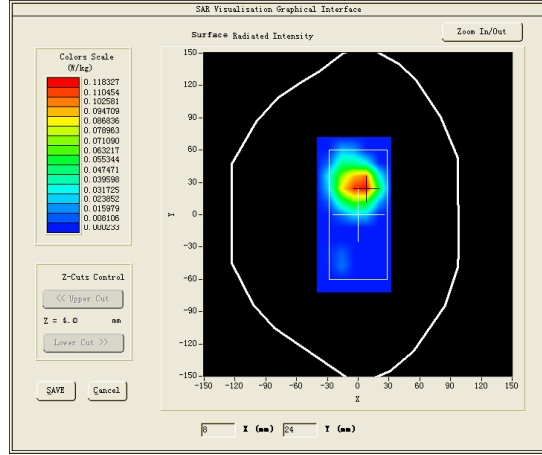 SAR Visualisation Graphical Interface
Surface Radiated Intensity
Zoom In/Out
Colors Scale
(W/kg)
0.118327
0.110454
0.102581
0.094709
0.086836
0.078963
0.071090
0.063217
0.055344
0.047471
0.039598
0.031725
0.023852
0.015979
0.008106
0.000233
Z-Cuts Control
<< Upper Cut
Z = 4.0 mm
Lower Cut >>
SAVE Cancel
150
120
90
60
30
0
-30
-60
-90
-120
-150
Y
-150 -120 -90 -60 -30 0 30 60 90 120 150
X
8 X (mm) 24 Y (mm)